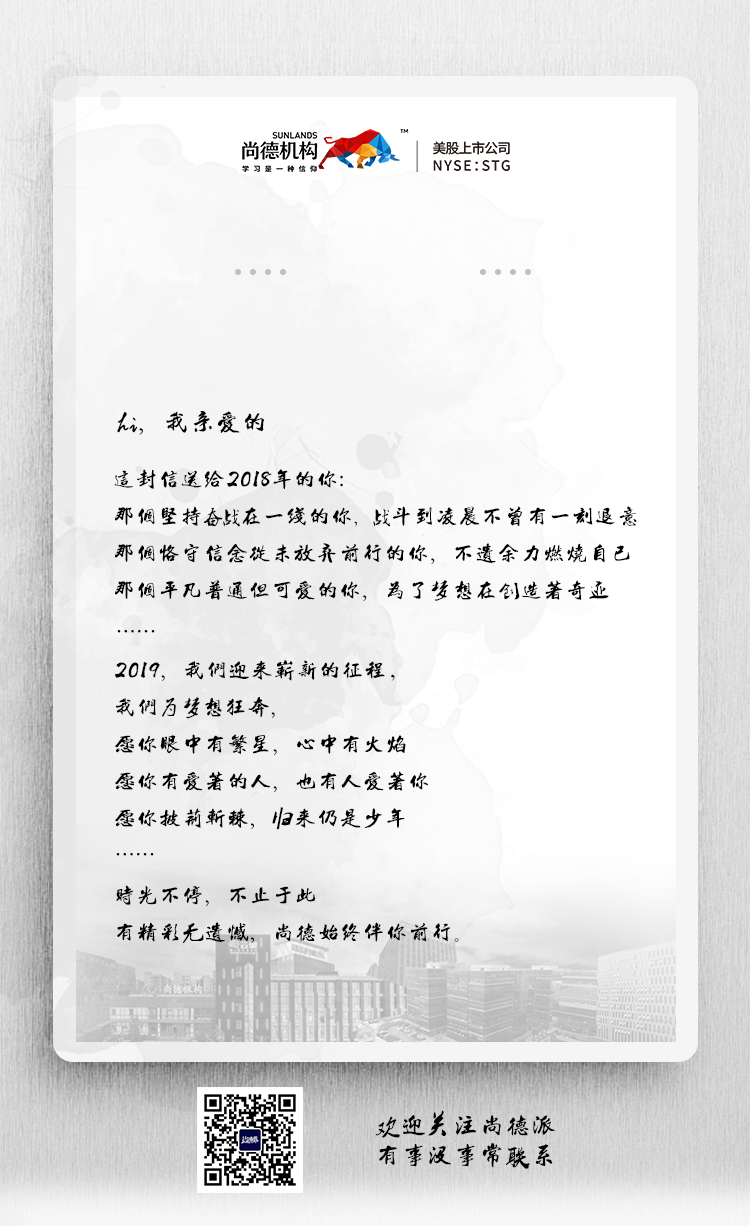 SUNLANDS
尚德机构
学习是一种信仰
TM
美股上市公司
NYSE:STG
hi, 我亲爱的
這封信送给2018年的你:
那個坚持奋战在一线的你, 战斗到凌晨不曾有一刻退意
那個恪守信念從未放弃前行的你, 不遗余力燃燒自己
那個平凡普通但可爱的你, 為了梦想在创造著奇迹
……
2019, 我們迎来崭新的征程,
我們为梦想狂奔,
愿你眼中有繁星, 心中有火焰
愿你有爱著的人, 也有人爱著你
愿你披荊斬棘, 归来仍是少年
……
時光不停, 不止于此
有精彩无遗憾, 尚德始终伴你前行。
尚德机构
欢迎关注尚德派
有事没事常联系